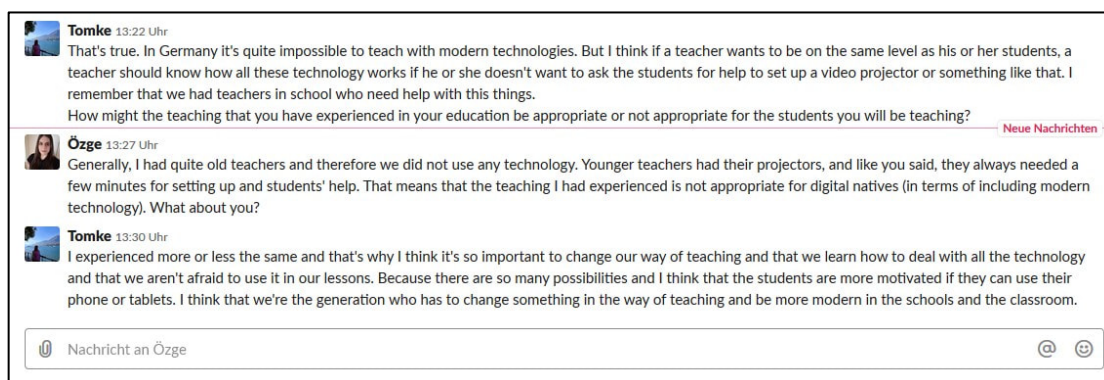 Tomke 13:22 Uhr
That's true. In Germany it's quite impossible to teach with modern technologies. But I think if a teacher wants to be on the same level as his or her students, a
teacher should know how all these technology works if he or she doesn't want to ask the students for help to set up a video projector or something like that. I
remember that we had teachers in school who need help with this things.
How might the teaching that you have experienced in your education be appropriate or not appropriate for the students you will be teaching?
Neue Nachrichten
Özge 13:27 Uhr
Generally, I had quite old teachers and therefore we did not use any technology. Younger teachers had their projectors, and like you said, they always needed a
few minutes for setting up and students' help. That means that the teaching I had experienced is not appropriate for digital natives (in terms of including modern
technology). What about you?
Tomke 13:30 Uhr
I experienced more or less the same and that's why I think it's so important to change our way of teaching and that we learn how to deal with all the technology
and that we aren't afraid to use it in our lessons. Because there are so many possibilities and I think that the students are more motivated if they can use their
phone or tablets. I think that we're the generation who has to change something in the way of teaching and be more modern in the schools and the classroom.
Nachricht an Özge
@